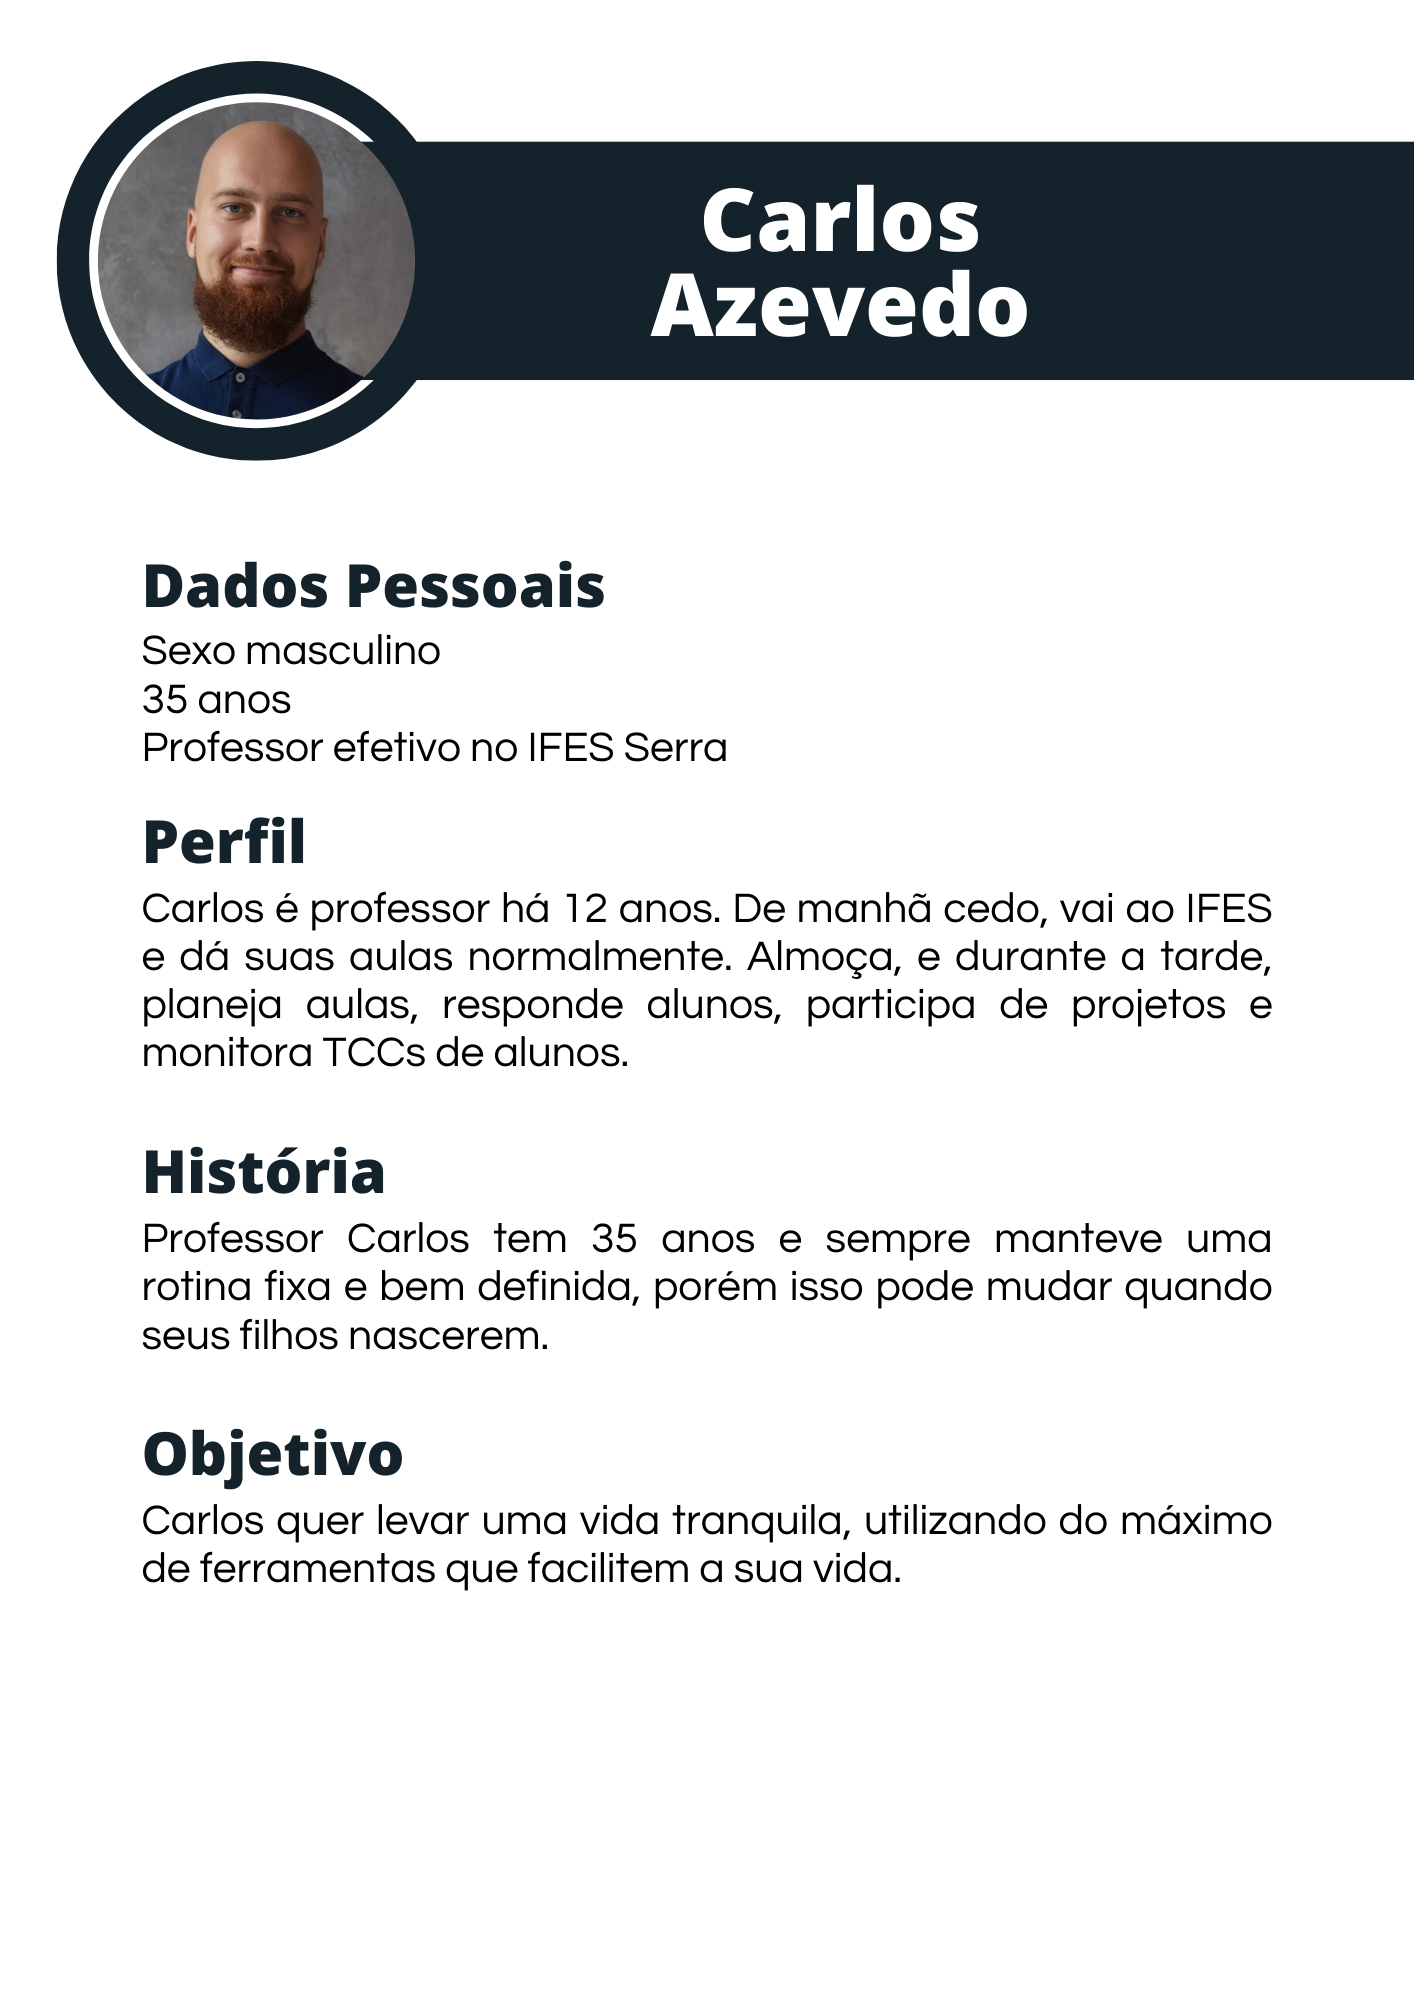 Carlos
Azevedo
Dados Pessoais
Sexo masculino
35 anos
Professor efetivo no IFES Serra
Perfil
Carlos é professor há 12 anos. De manhã cedo, vai ao IFES
e dá suas aulas normalmente. Almoça, e durante a tarde,
planeja aulas, responde alunos, participa de projetos e
monitora TCCs de alunos.
História
Professor Carlos tem 35 anos e sempre manteve uma
rotina fixa e bem definida, porém isso pode mudar quando
seus filhos nascerem.
Objetivo
Carlos quer levar uma vida tranquila, utilizando do máximo
de ferramentas que facilitem a sua vida.